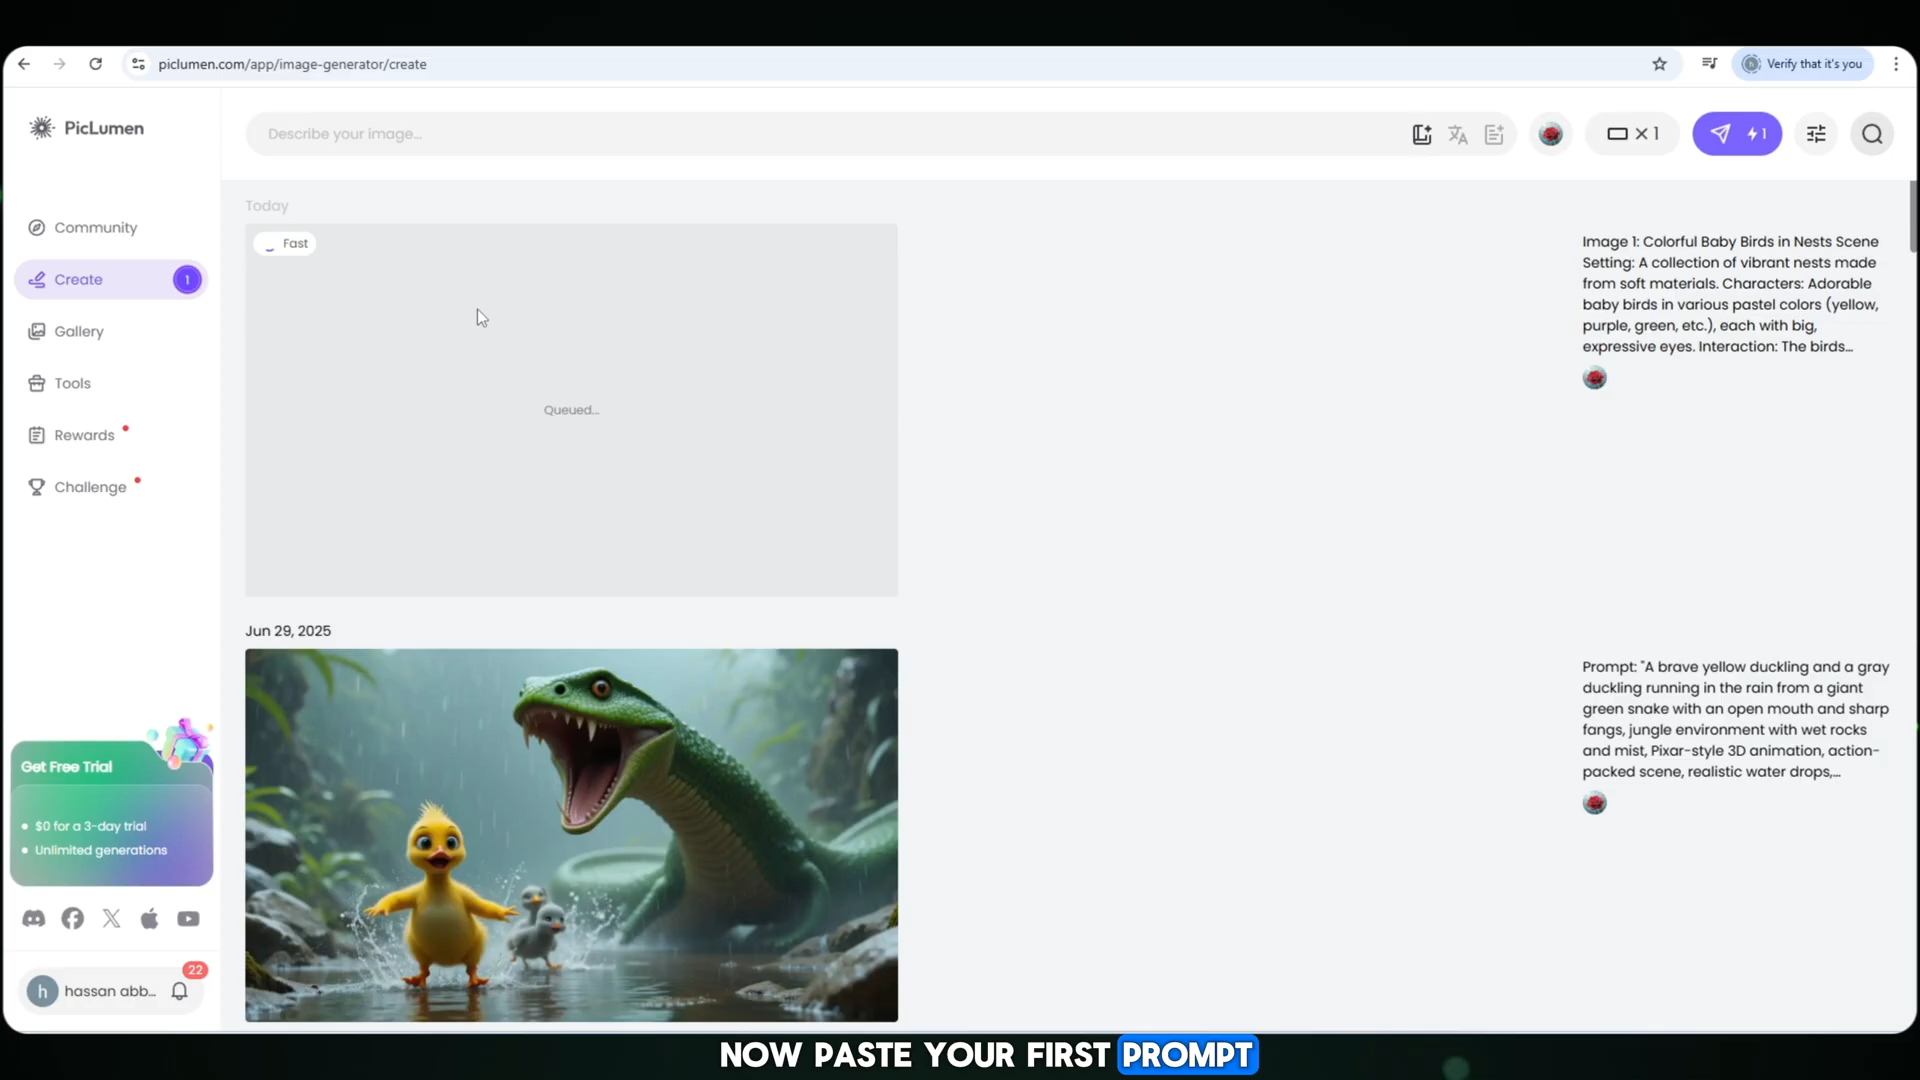 piclumen.com/app/image-generator/create
Verify that it's you
PicLumen
Describe your image...
× 1
1
Community
Create
1
Gallery
Tools
Rewards
Challenge
Today
Fast
Queued...
Image 1: Colorful Baby Birds in Nests Scene
Setting: A collection of vibrant nests made
from soft materials. Characters: Adorable
baby birds in various pastel colors (yellow,
purple, green, etc.), each with big,
expressive eyes. Interaction: The birds...
Jun 29, 2025
Prompt: "A brave yellow duckling and a gray
duckling running in the rain from a giant
green snake with an open mouth and sharp
fangs, jungle environment with wet rocks
and mist, Pixar-style 3D animation, action-
packed scene, realistic water drops,...
Get Free Trial
$0 for a 3-day trial
Unlimited generations
h
hassan abb...
22
NOW PASTE YOUR FIRST PROMPT